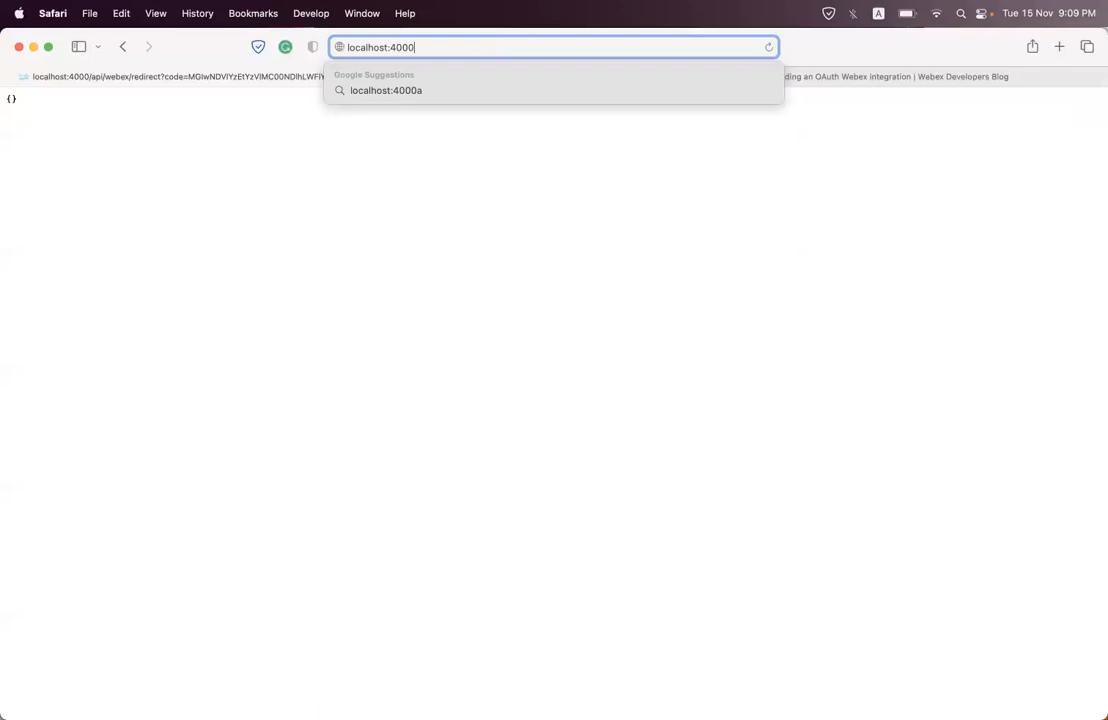 Safari File Edit View History Bookmarks Develop Window Help A Tue 15 Nov 9:09 PM
localhost:4000
Google Suggestions
localhost:4000a
localhost:4000/api/webex/redirect?code= ding an OAuth Webex integration | Webex Developers Blog
{}